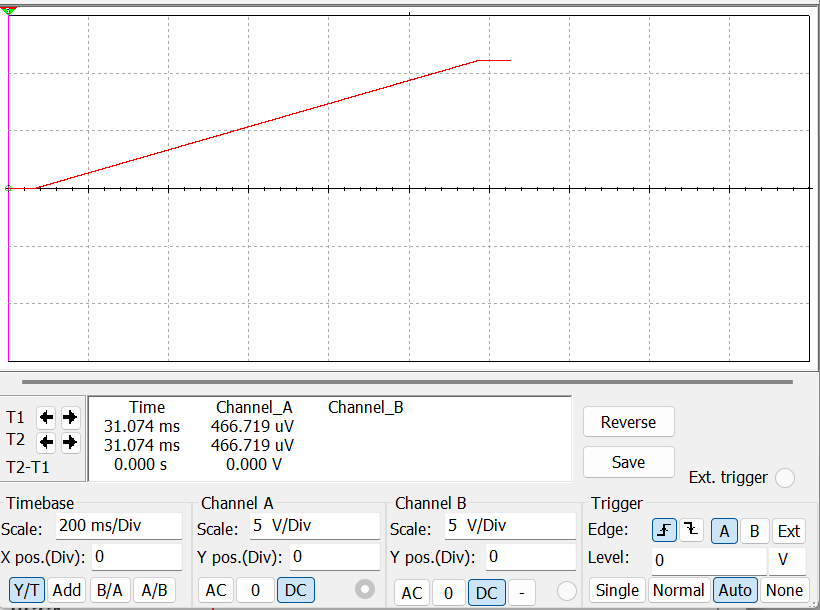 Time Channel_A Channel_B
T1 31.074 ms 466.719 uV
T2 31.074 ms 466.719 uV
T2-T1 0.000 s 0.000 V
Reverse
Save
Ext. trigger
Timebase
Scale: 200 ms/Div
X pos.(Div): 0
Y/T Add B/A A/B
Channel A
Scale: 5 V/Div
Y pos.(Div): 0
AC 0 DC
Channel B
Scale: 5 V/Div
Y pos.(Div): 0
AC 0 DC -
Trigger
Edge: A B Ext
Level: 0 V
Single Normal Auto None